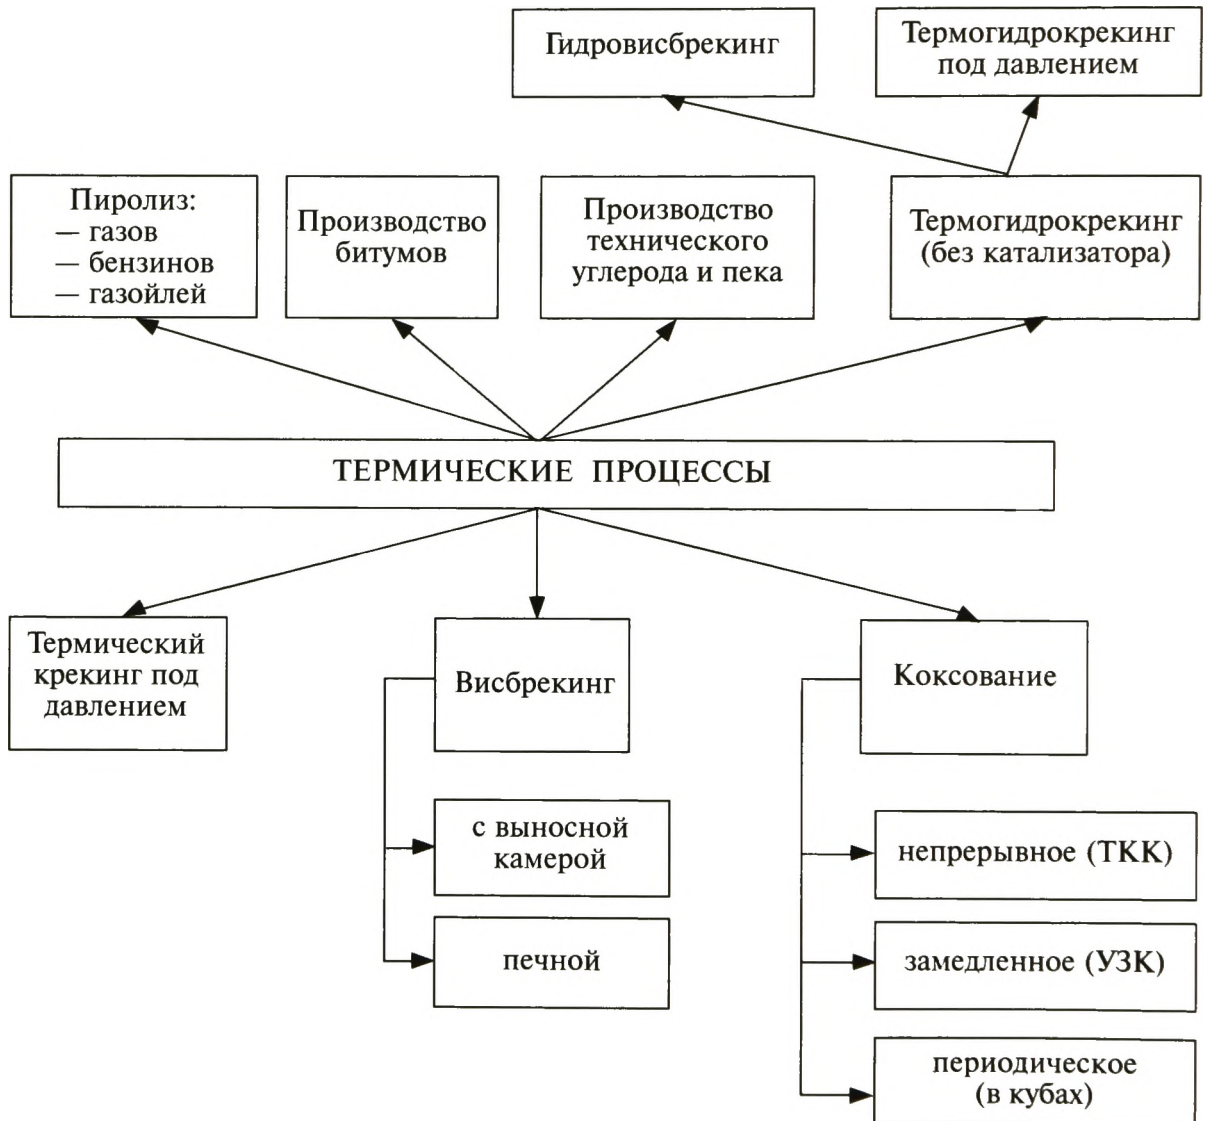 Гидровисбрекинг
Термогидрокрекинг
под давлением
Пиролиз:
— газов
— бензинов
— газойлей
Производство
битумов
Производство
технического
углерода и пека
Термогидрокрекинг
(без катализатора)
ТЕРМИЧЕСКИЕ ПРОЦЕССЫ
Термический
крекинг под
давлением
Висбрекинг
Коксование
с выносной
камерой
печной
непрерывное (ТКК)
замедленное (УЗК)
периодическое
(в кубах)